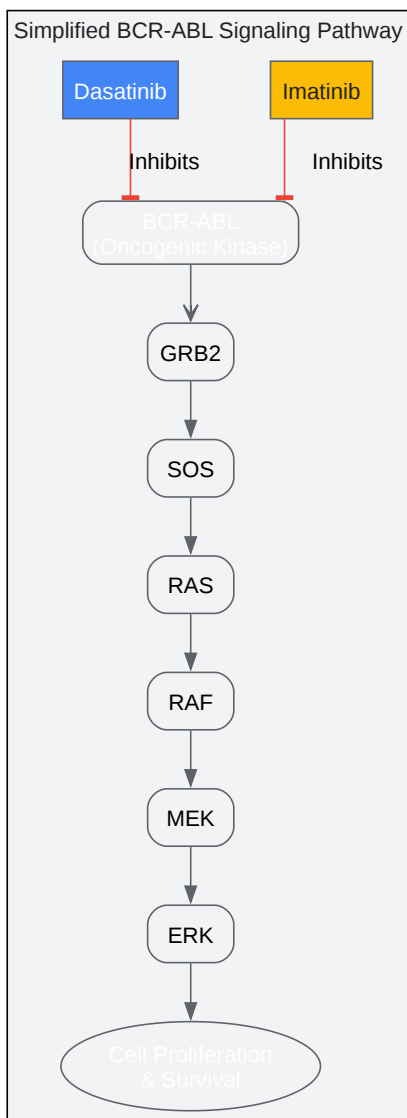 Simplified BCR-ABL Signaling Pathway
Dasatinib
Imatinib
Inhibits
Inhibits
BCR-ABL
(Oncogenic Kinase)
GRB2
SOS
RAS
RAF
MEK
ERK
Cell Proliferation
& Survival